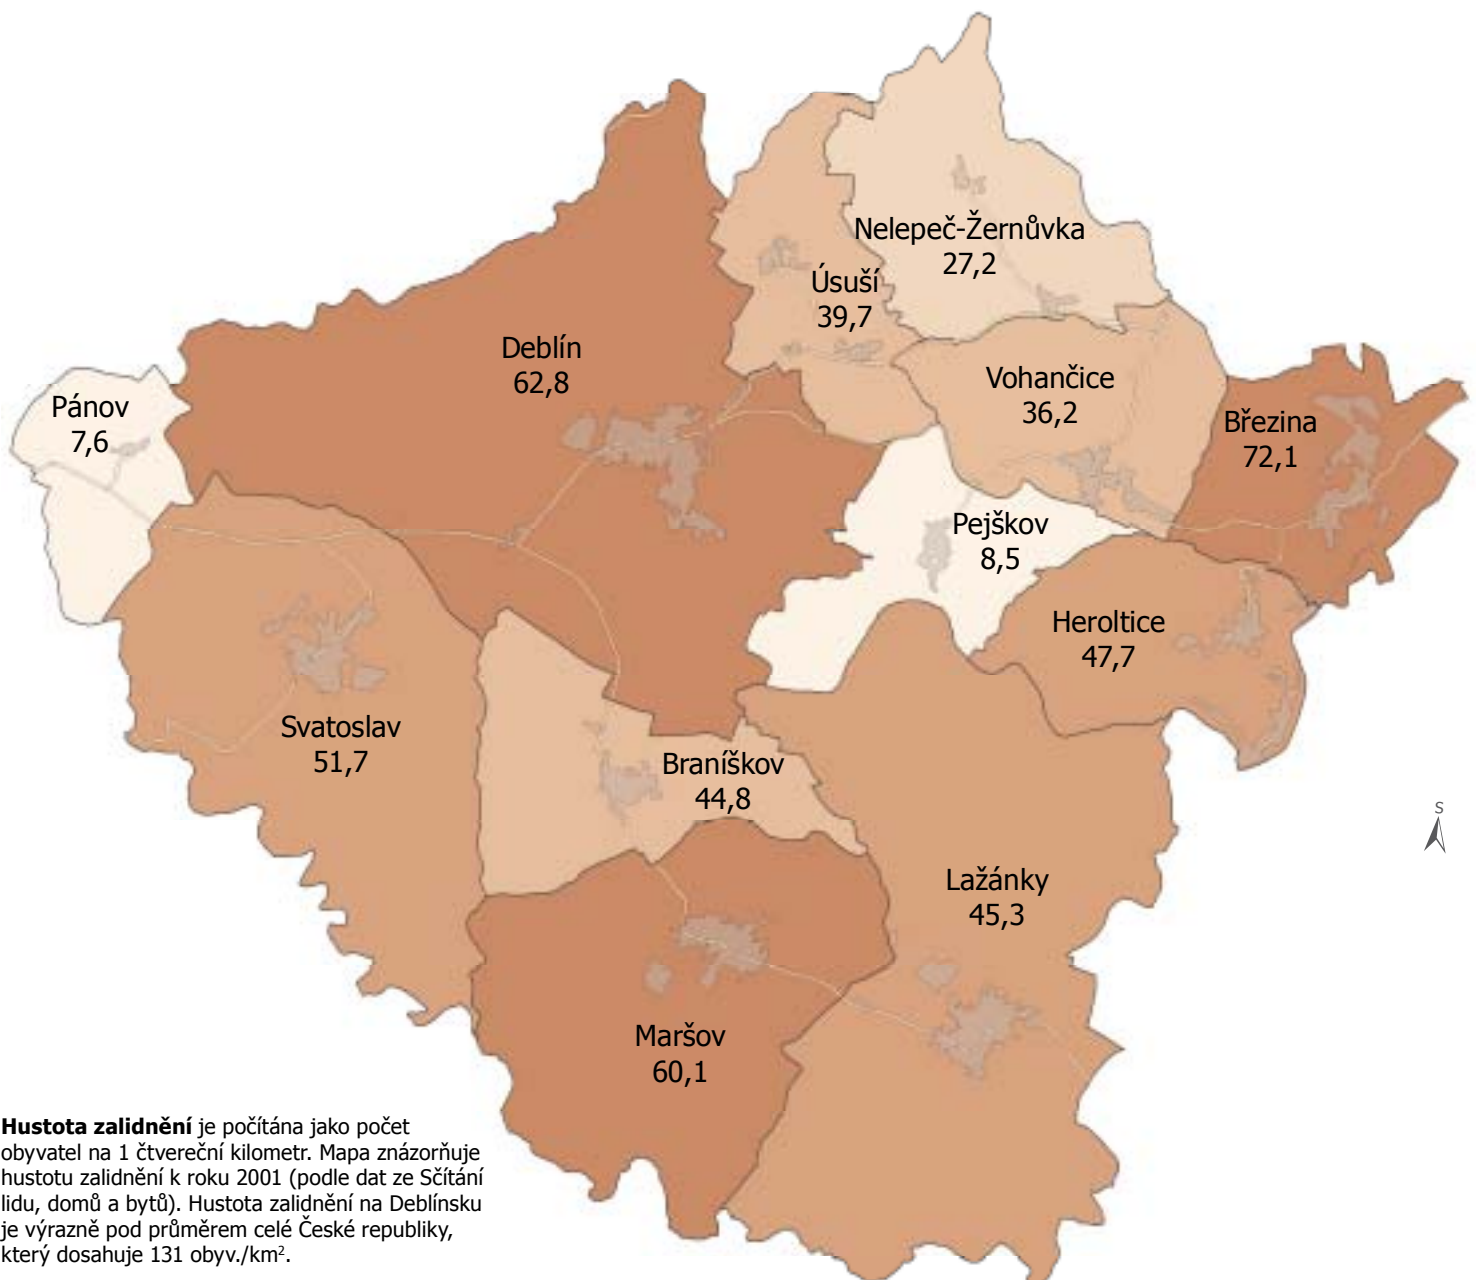 Nelepeč-Žernůvka
27,2
Úsuší
39,7
Deblín
62,8
Vohančice
36,2
Pánov
7,6
Březina
72,1
Pejškov
8,5
Heroltice
47,7
Svatoslav
51,7
Braníškov
44,8
S
Lažánky
45,3
Maršov
60,1
Hustota zalidnění je počítána jako počet
obyvatel na 1 čtvereční kilometr. Mapa znázorňuje
hustotu zalidnění k roku 2001 (podle dat ze Sčítání
lidu, domů a bytů). Hustota zalidnění na Deblínsku
je výrazně pod průměrem celé České republiky,
který dosahuje 131 obyv./km².